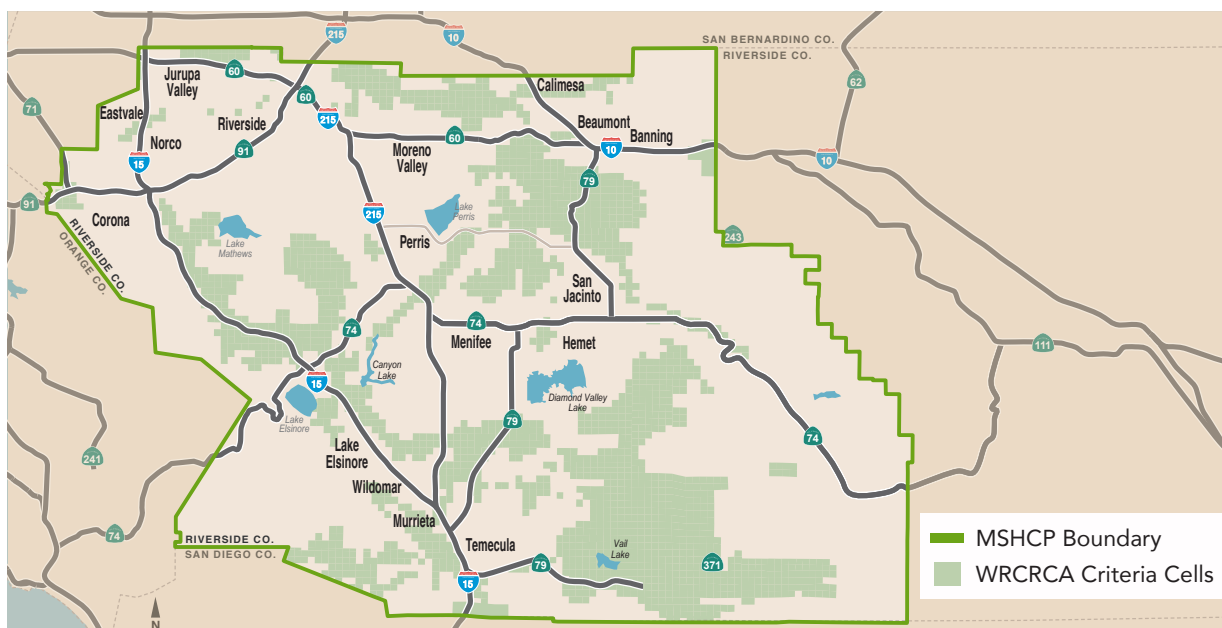 215
10
SAN BERNARDINO CO.
RIVERSIDE CO.
Jurupa
Valley
60
Calimesa
62
71
Eastvale
60
215
Riverside
Beaumont
Banning
Norco
60
91
Moreno
Valley
10
10
15
79
91
Corona
215
Lake
Perris
Lake
Mathews
Perris
243
RIVERSIDE CO.
ORANGE CO.
San
Jacinto
74
74
Menifee
Hemet
111
Canyon
Lake
15
Diamond Valley
Lake
Lake
Elsinore
79
74
241
Lake
Elsinore
Wildomar
Murrieta
74
RIVERSIDE CO.
SAN DIEGO CO.
Temecula
Vail
Lake
79
371
15
N
MSHCP Boundary
WRCRCA Criteria Cells